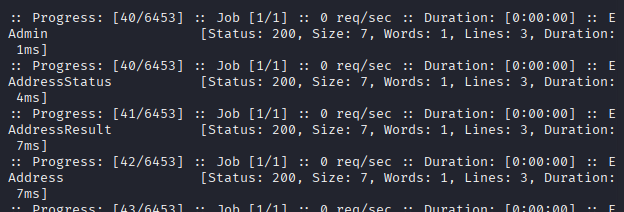 :: Progress: [40/6453] :: Job [1/1] :: 0 req/sec :: Duration: [0:00:00] :: E
Admin                   [Status: 200, Size: 7, Words: 1, Lines: 3, Duration:
 1ms]
:: Progress: [40/6453] :: Job [1/1] :: 0 req/sec :: Duration: [0:00:00] :: E
AddressStatus           [Status: 200, Size: 7, Words: 1, Lines: 3, Duration:
 4ms]
:: Progress: [41/6453] :: Job [1/1] :: 0 req/sec :: Duration: [0:00:00] :: E
AddressResult           [Status: 200, Size: 7, Words: 1, Lines: 3, Duration:
 7ms]
:: Progress: [42/6453] :: Job [1/1] :: 0 req/sec :: Duration: [0:00:00] :: E
Address                 [Status: 200, Size: 7, Words: 1, Lines: 3, Duration:
 7ms]
:: Progress: [43/6453] :: Job [1/1] :: 0 req/sec :: Duration: [0:00:00] :: E